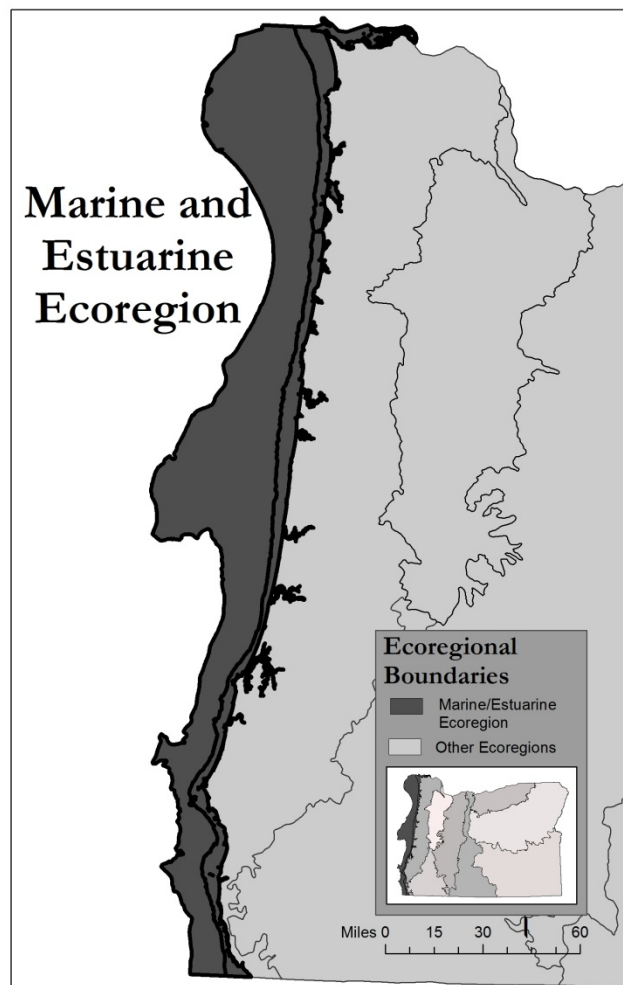 Marine and
Estuarine
Ecoregion
Ecoregional
Boundaries
Marine/Estuarine
Ecoregion
Other Ecoregions
Miles 0 15 30 60